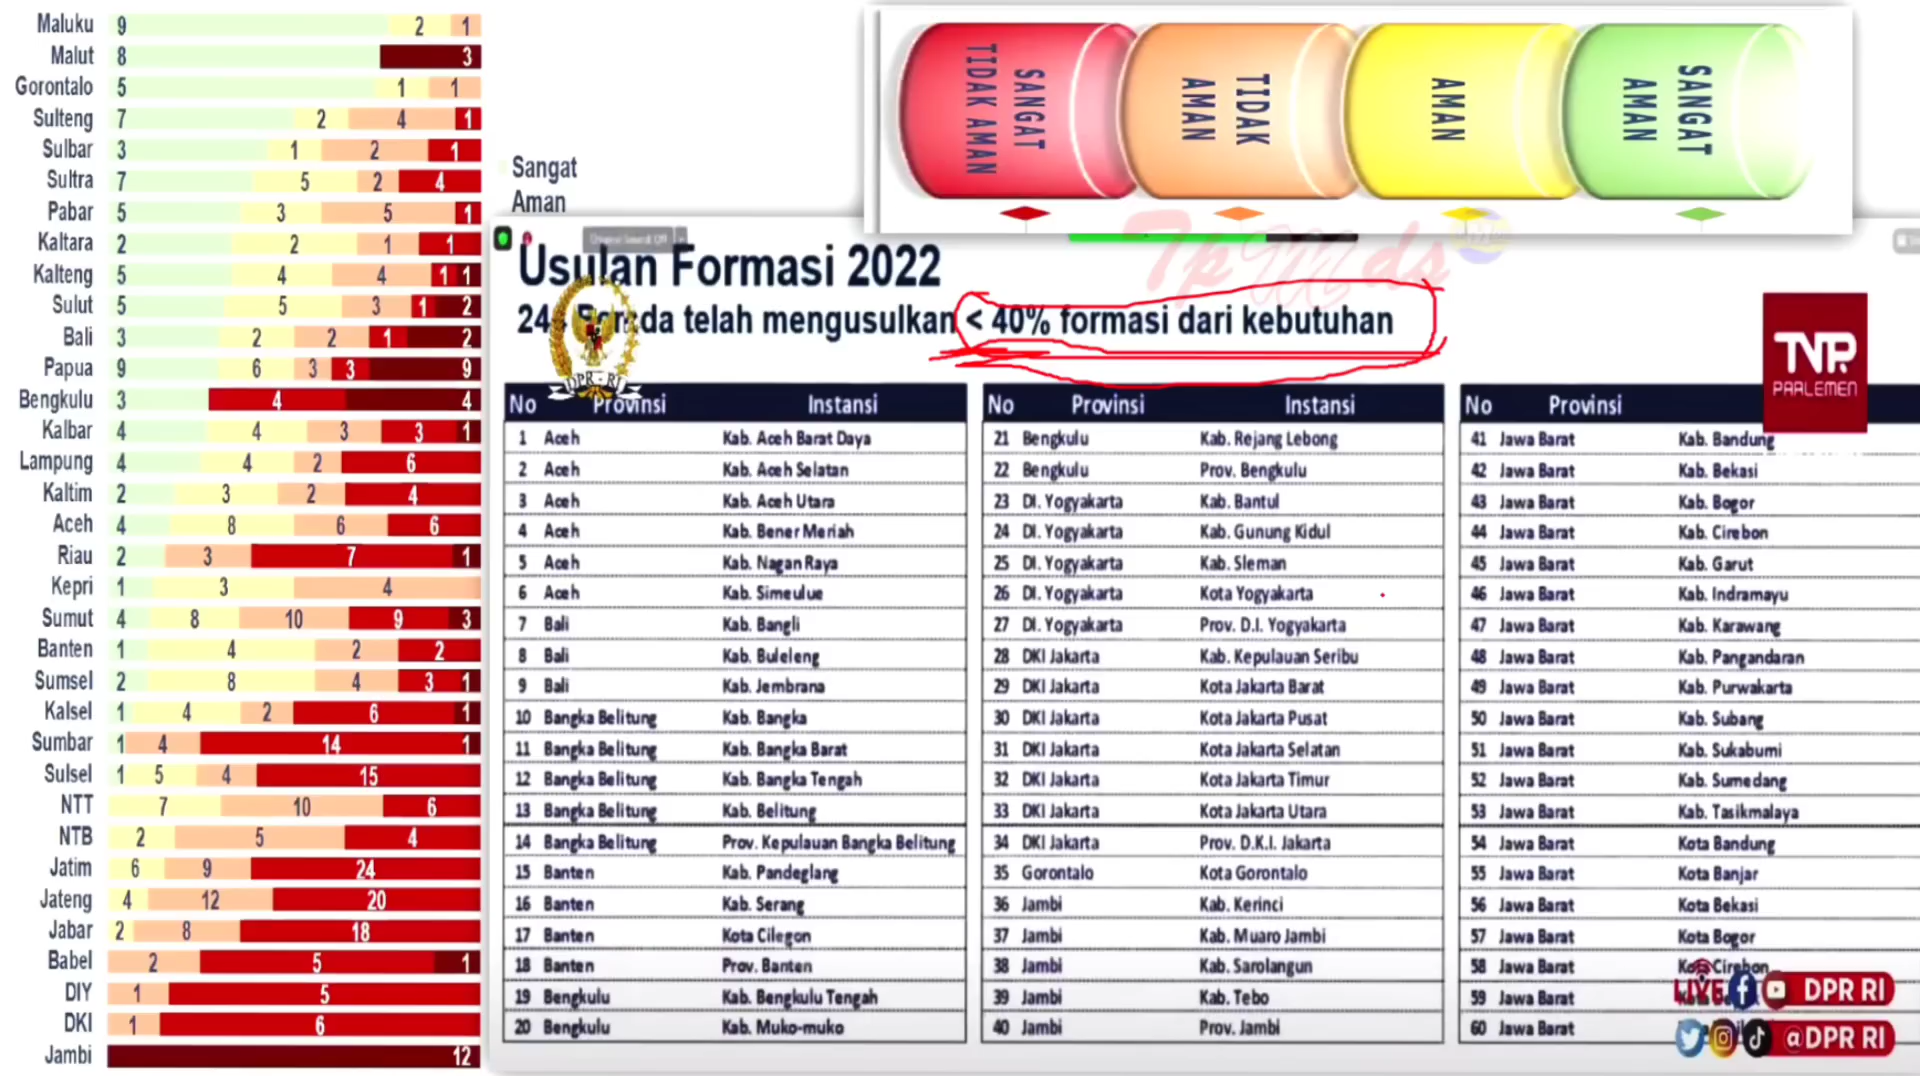 Maluku 9 2 1
Malut 8 3
Gorontalo 5 1 1
Sulteng 7 2 4 1
Sulbar 3 1 2 1
Sultra 7 5 2 4
Pabar 5 3 5 1
Kaltara 2 2 1 1
Kalteng 5 4 4 1 1
Sulut 5 5 3 1 2
Bali 3 2 2 1 2
Papua 9 6 3 3 9
Bengkulu 3 4 4
Kalbar 4 4 3 3 1
Lampung 4 4 2 6
Kaltim 2 3 2 4
Aceh 4 8 6 6
Riau 2 3 7 1
Kepri 1 3 4
Sumut 4 8 10 9 3
Banten 1 4 2 2
Sumsel 2 8 4 3 1
Kalsel 1 4 2 6 1
Sumbar 1 4 14 1
Sulsel 1 5 4 15
NTT 7 10 6
NTB 2 5 4
Jatim 6 9 24
Jateng 4 12 20
Jabar 2 8 18
Babel 2 5 1
DIY 1 5
DKI 1 6
Jambi 12
Sangat
Aman
SANGAT
TIDAK AMAN
TIDAK
AMAN
AMAN
SANGAT
AMAN
Usulan Formasi 2022
telah mengusulkan < 40% formasi dari kebutuhan
DPR-RI
TVR
PARLEMEN
No Provinsi Instansi
1 Aceh Kab. Aceh Barat Daya
2 Aceh Kab. Aceh Selatan
3 Aceh Kab. Aceh Utara
4 Aceh Kab. Bener Meriah
5 Aceh Kab. Nagan Raya
6 Aceh Kab. Simeulue
7 Bali Kab. Bangli
8 Bali Kab. Buleleng
9 Bali Kab. Jembrana
10 Bangka Belitung Kab. Bangka
11 Bangka Belitung Kab. Bangka Barat
12 Bangka Belitung Kab. Bangka Tengah
13 Bangka Belitung Kab. Belitung
14 Bangka Belitung Prov. Kepulauan Bangka Belitung
15 Banten Kab. Pandeglang
16 Banten Kab. Serang
17 Banten Kota Cilegon
18 Banten Prov. Banten
19 Bengkulu Kab. Bengkulu Tengah
20 Bengkulu Kab. Muko-muko
No Provinsi Instansi
21 Bengkulu Kab. Rejang Lebong
22 Bengkulu Prov. Bengkulu
23 DI. Yogyakarta Kab. Bantul
24 DI. Yogyakarta Kab. Gunung Kidul
25 DI. Yogyakarta Kab. Sleman
26 DI. Yogyakarta Kota Yogyakarta
27 DI. Yogyakarta Prov. D.I. Yogyakarta
28 DKI Jakarta Kab. Kepulauan Seribu
29 DKI Jakarta Kota Jakarta Barat
30 DKI Jakarta Kota Jakarta Pusat
31 DKI Jakarta Kota Jakarta Selatan
32 DKI Jakarta Kota Jakarta Timur
33 DKI Jakarta Kota Jakarta Utara
34 DKI Jakarta Prov. D.K.I. Jakarta
35 Gorontalo Kota Gorontalo
36 Jambi Kab. Kerinci
37 Jambi Kab. Muaro Jambi
38 Jambi Kab. Sarolangun
39 Jambi Kab. Tebo
40 Jambi Prov. Jambi
No Provinsi
41 Jawa Barat Kab. Bandung
42 Jawa Barat Kab. Bekasi
43 Jawa Barat Kab. Bogor
44 Jawa Barat Kab. Cirebon
45 Jawa Barat Kab. Garut
46 Jawa Barat Kab. Indramayu
47 Jawa Barat Kab. Karawang
48 Jawa Barat Kab. Pangandaran
49 Jawa Barat Kab. Purwakarta
50 Jawa Barat Kab. Subang
51 Jawa Barat Kab. Sukabumi
52 Jawa Barat Kab. Sumedang
53 Jawa Barat Kab. Tasikmalaya
54 Jawa Barat Kota Bandung
55 Jawa Barat Kota Banjar
56 Jawa Barat Kota Bekasi
57 Jawa Barat Kota Bogor
58 Jawa Barat Kota Cirebon
59 Jawa Barat
60 Jawa Barat
LIVE DPR RI
@DPR RI